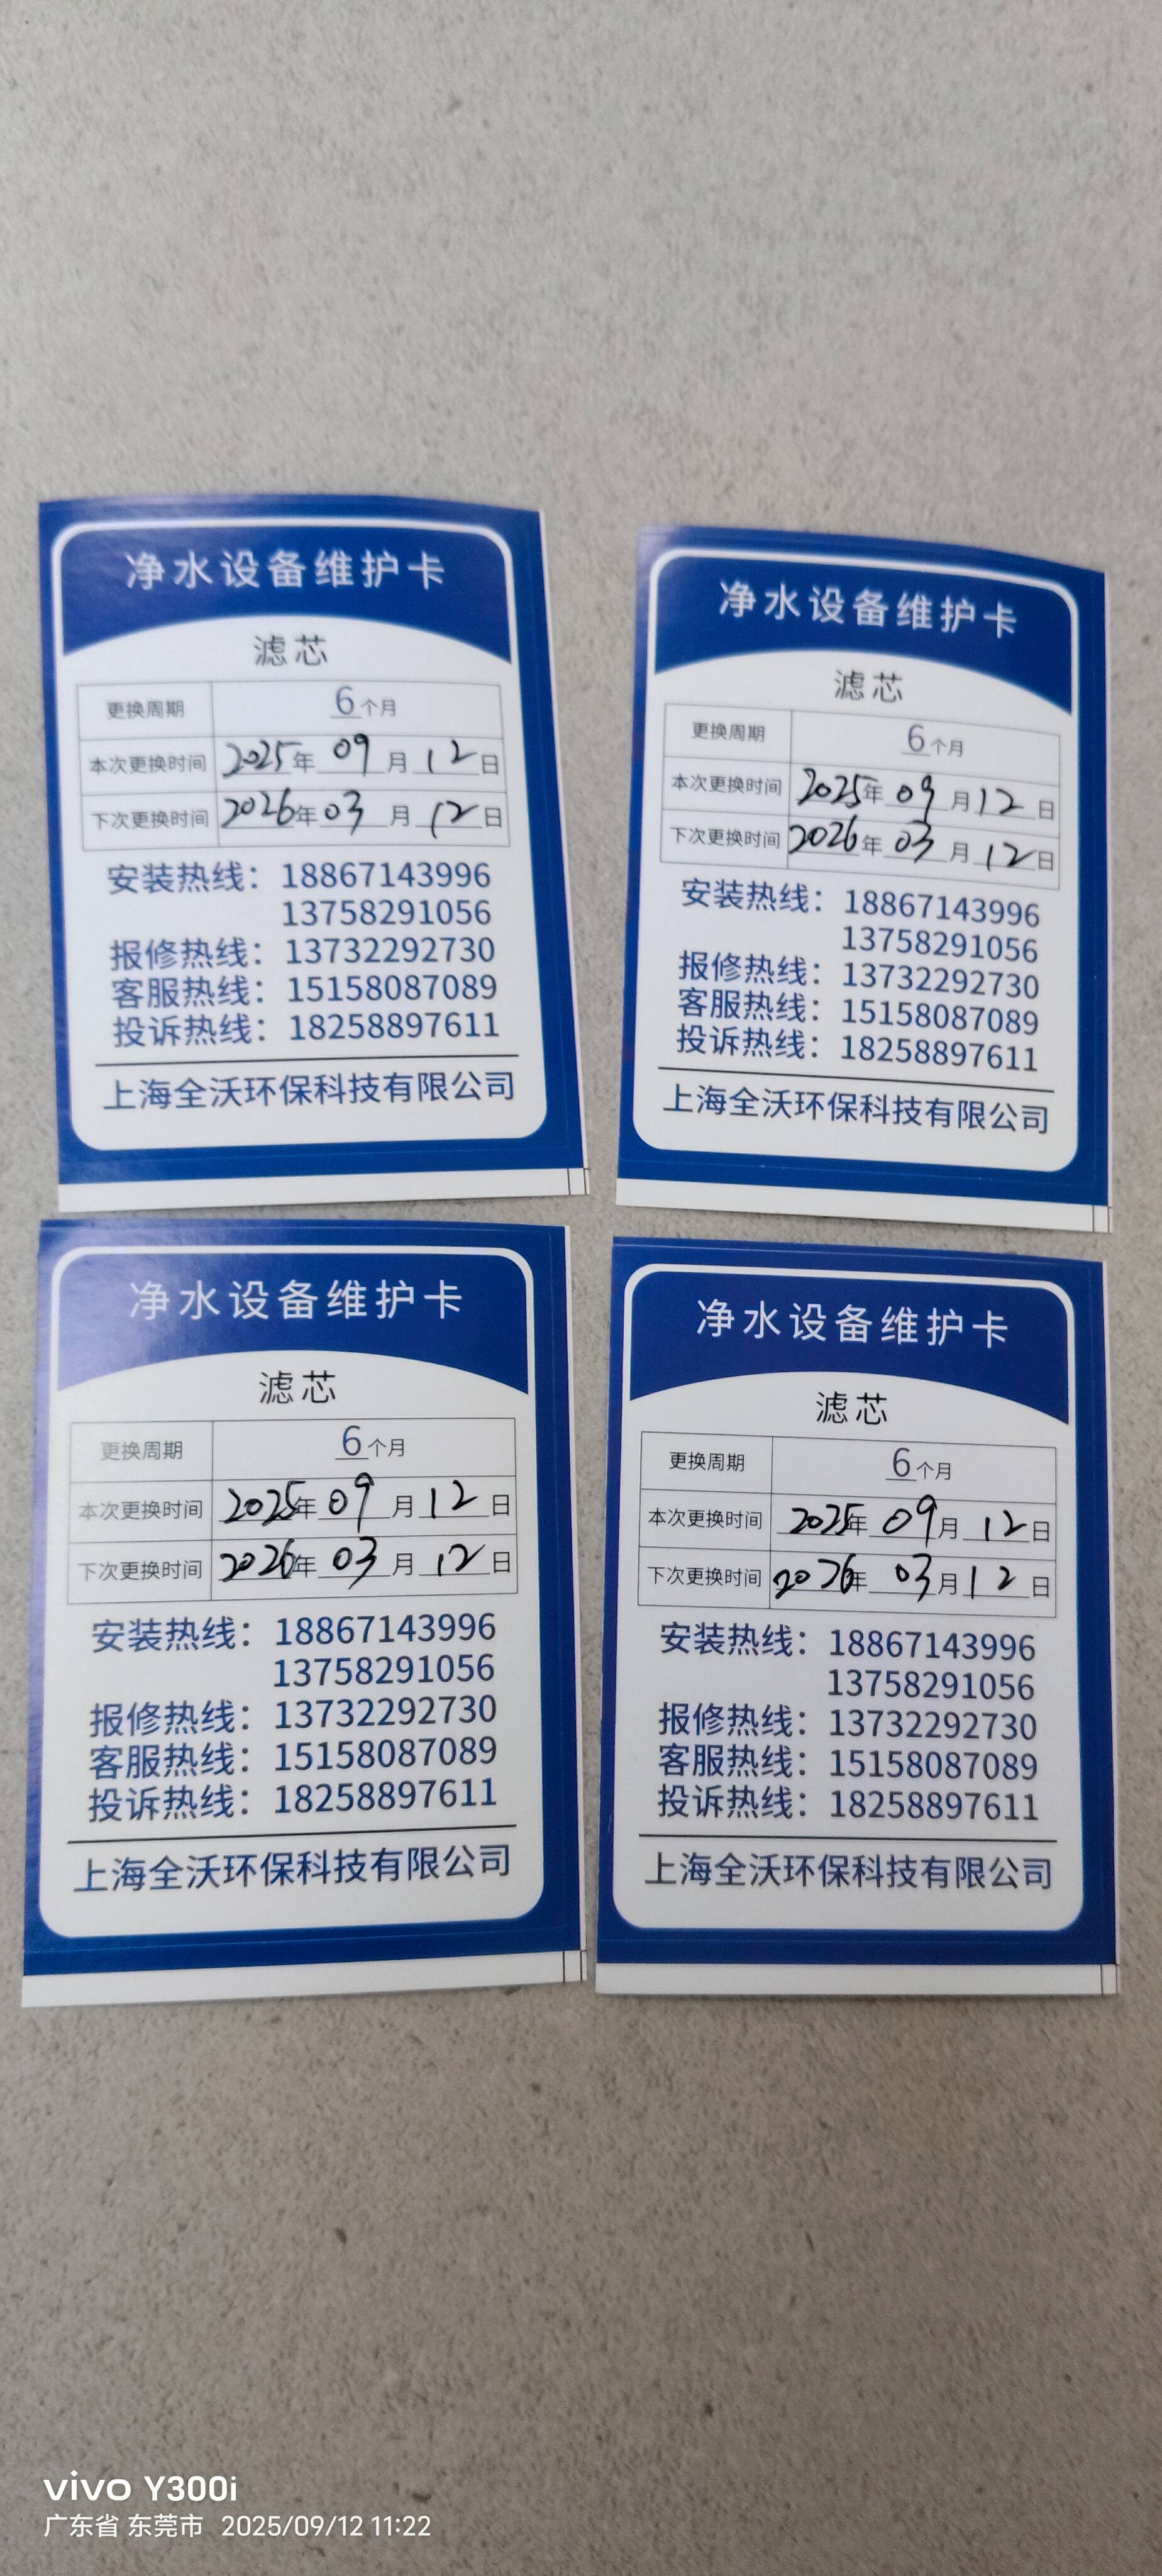 净水设备维护卡
滤芯
更换周期 6个月
本次更换时间 2025年09月12日
下次更换时间 2026年03月12日
安装热线：18867143996
13758291056
报修热线：13732292730
客服热线：15158087089
投诉热线：18258897611
上海全沃环保科技有限公司
净水设备维护卡
滤芯
更换周期 6个月
本次更换时间 2025年09月12日
下次更换时间 2026年03月12日
安装热线：18867143996
13758291056
报修热线：13732292730
客服热线：15158087089
投诉热线：18258897611
上海全沃环保科技有限公司
净水设备维护卡
滤芯
更换周期 6个月
本次更换时间 2025年09月12日
下次更换时间 2026年03月12日
安装热线：18867143996
13758291056
报修热线：13732292730
客服热线：15158087089
投诉热线：18258897611
上海全沃环保科技有限公司
净水设备维护卡
滤芯
更换周期 6个月
本次更换时间 2025年09月12日
下次更换时间 2026年03月12日
安装热线：18867143996
13758291056
报修热线：13732292730
客服热线：15158087089
投诉热线：18258897611
上海全沃环保科技有限公司
vivo Y300i
广东省 东莞市 2025/09/12 11:22